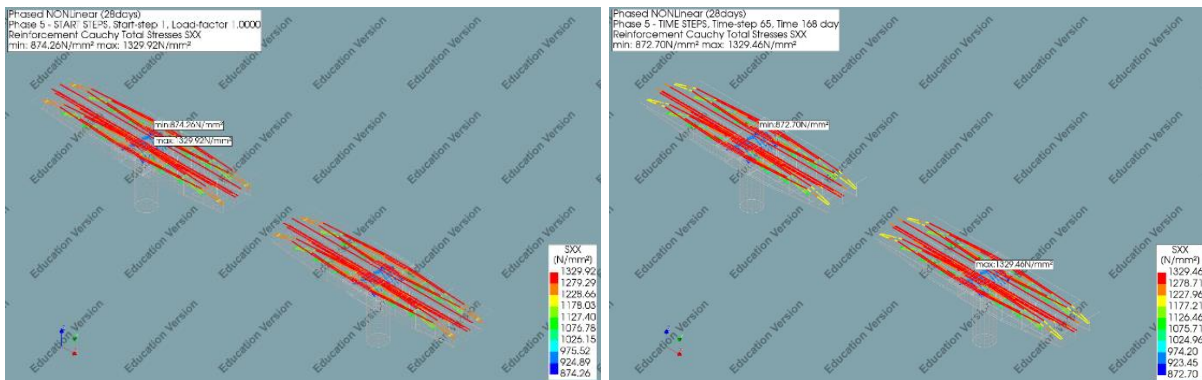 Phased NONLinear (28days)
Phase 5 - START STEPS, Start-step 1, Load-factor 1.0000
Reinforcement Cauchy Total Stresses SXX
min: 874.26N/mm² max: 1329.92N/mm²
min:874.26N/mm²
max:1329.92N/mm²
SXX
(N/mm²)
1329.92
1279.29
1228.66
1178.03
1127.40
1076.78
1026.15
975.52
924.89
874.26
Education Version
Phased NONLinear (28days)
Phase 5 - TIME STEPS, Time-step 65, Time 168 day
Reinforcement Cauchy Total Stresses SXX
min: 872.70N/mm² max: 1329.46N/mm²
min:872.70N/mm²
max:1329.46N/mm²
SXX
(N/mm²)
1329.46
1278.71
1227.96
1177.21
1126.46
1075.71
1024.96
974.20
923.45
872.70
Education Version